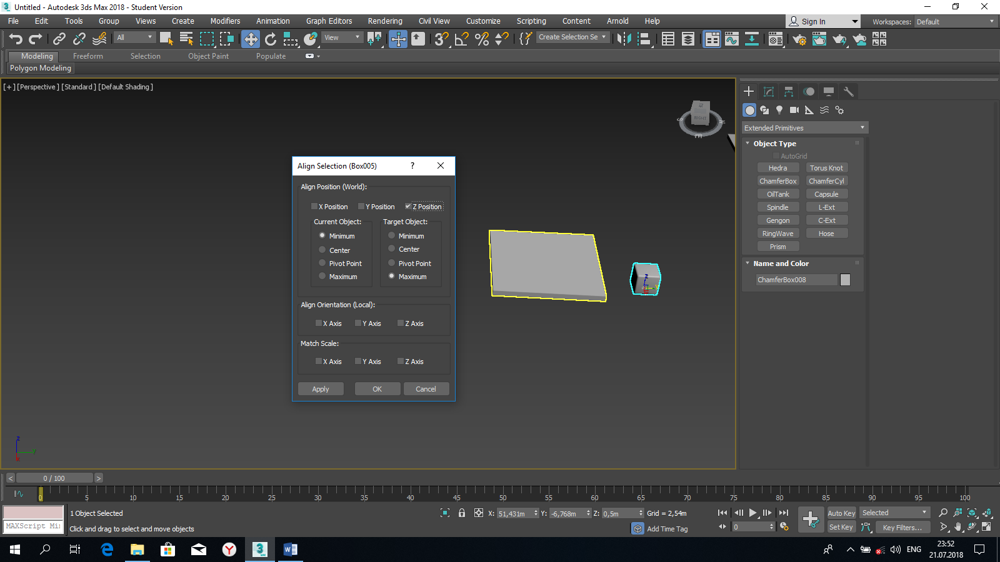 Untitled - Autodesk 3ds Max 2018 - Student Version
File Edit Tools Group Views Create Modifiers Animation Graph Editors Rendering Civil View Customize Scripting Content Arnold Help
Sign In
Workspaces: Default
All
View
Create Selection Se
Modeling Freeform Selection Object Paint Populate
Polygon Modeling
[+] [Perspective] [Standard] [Default Shading]
RIGHT
Extended Primitives
Object Type
AutoGrid
Hedra Torus Knot
ChamferBox ChamferCyl
OilTank Capsule
Spindle L-Ext
Gengon C-Ext
RingWave Hose
Prism
Name and Color
ChamferBox008
Align Selection (Box005) ?
Align Position (World):
X Position Y Position Z Position
Current Object: Target Object:
Minimum Minimum
Center Center
Pivot Point Pivot Point
Maximum Maximum
Align Orientation (Local):
X Axis Y Axis Z Axis
Match Scale:
X Axis Y Axis Z Axis
Apply OK Cancel
< 0 / 100 >
0 5 10 15 20 25 30 35 40 45 50 55 60 65 70 75 80 85 90 95 100
1 Object Selected
X: 51,431m Y: -6,768m Z: 0,5m Grid = 2,54m
Auto Key Selected
MAXScript Mi
Click and drag to select and move objects
Add Time Tag
0
Set Key Key Filters...
ENG
23:52
21.07.2018